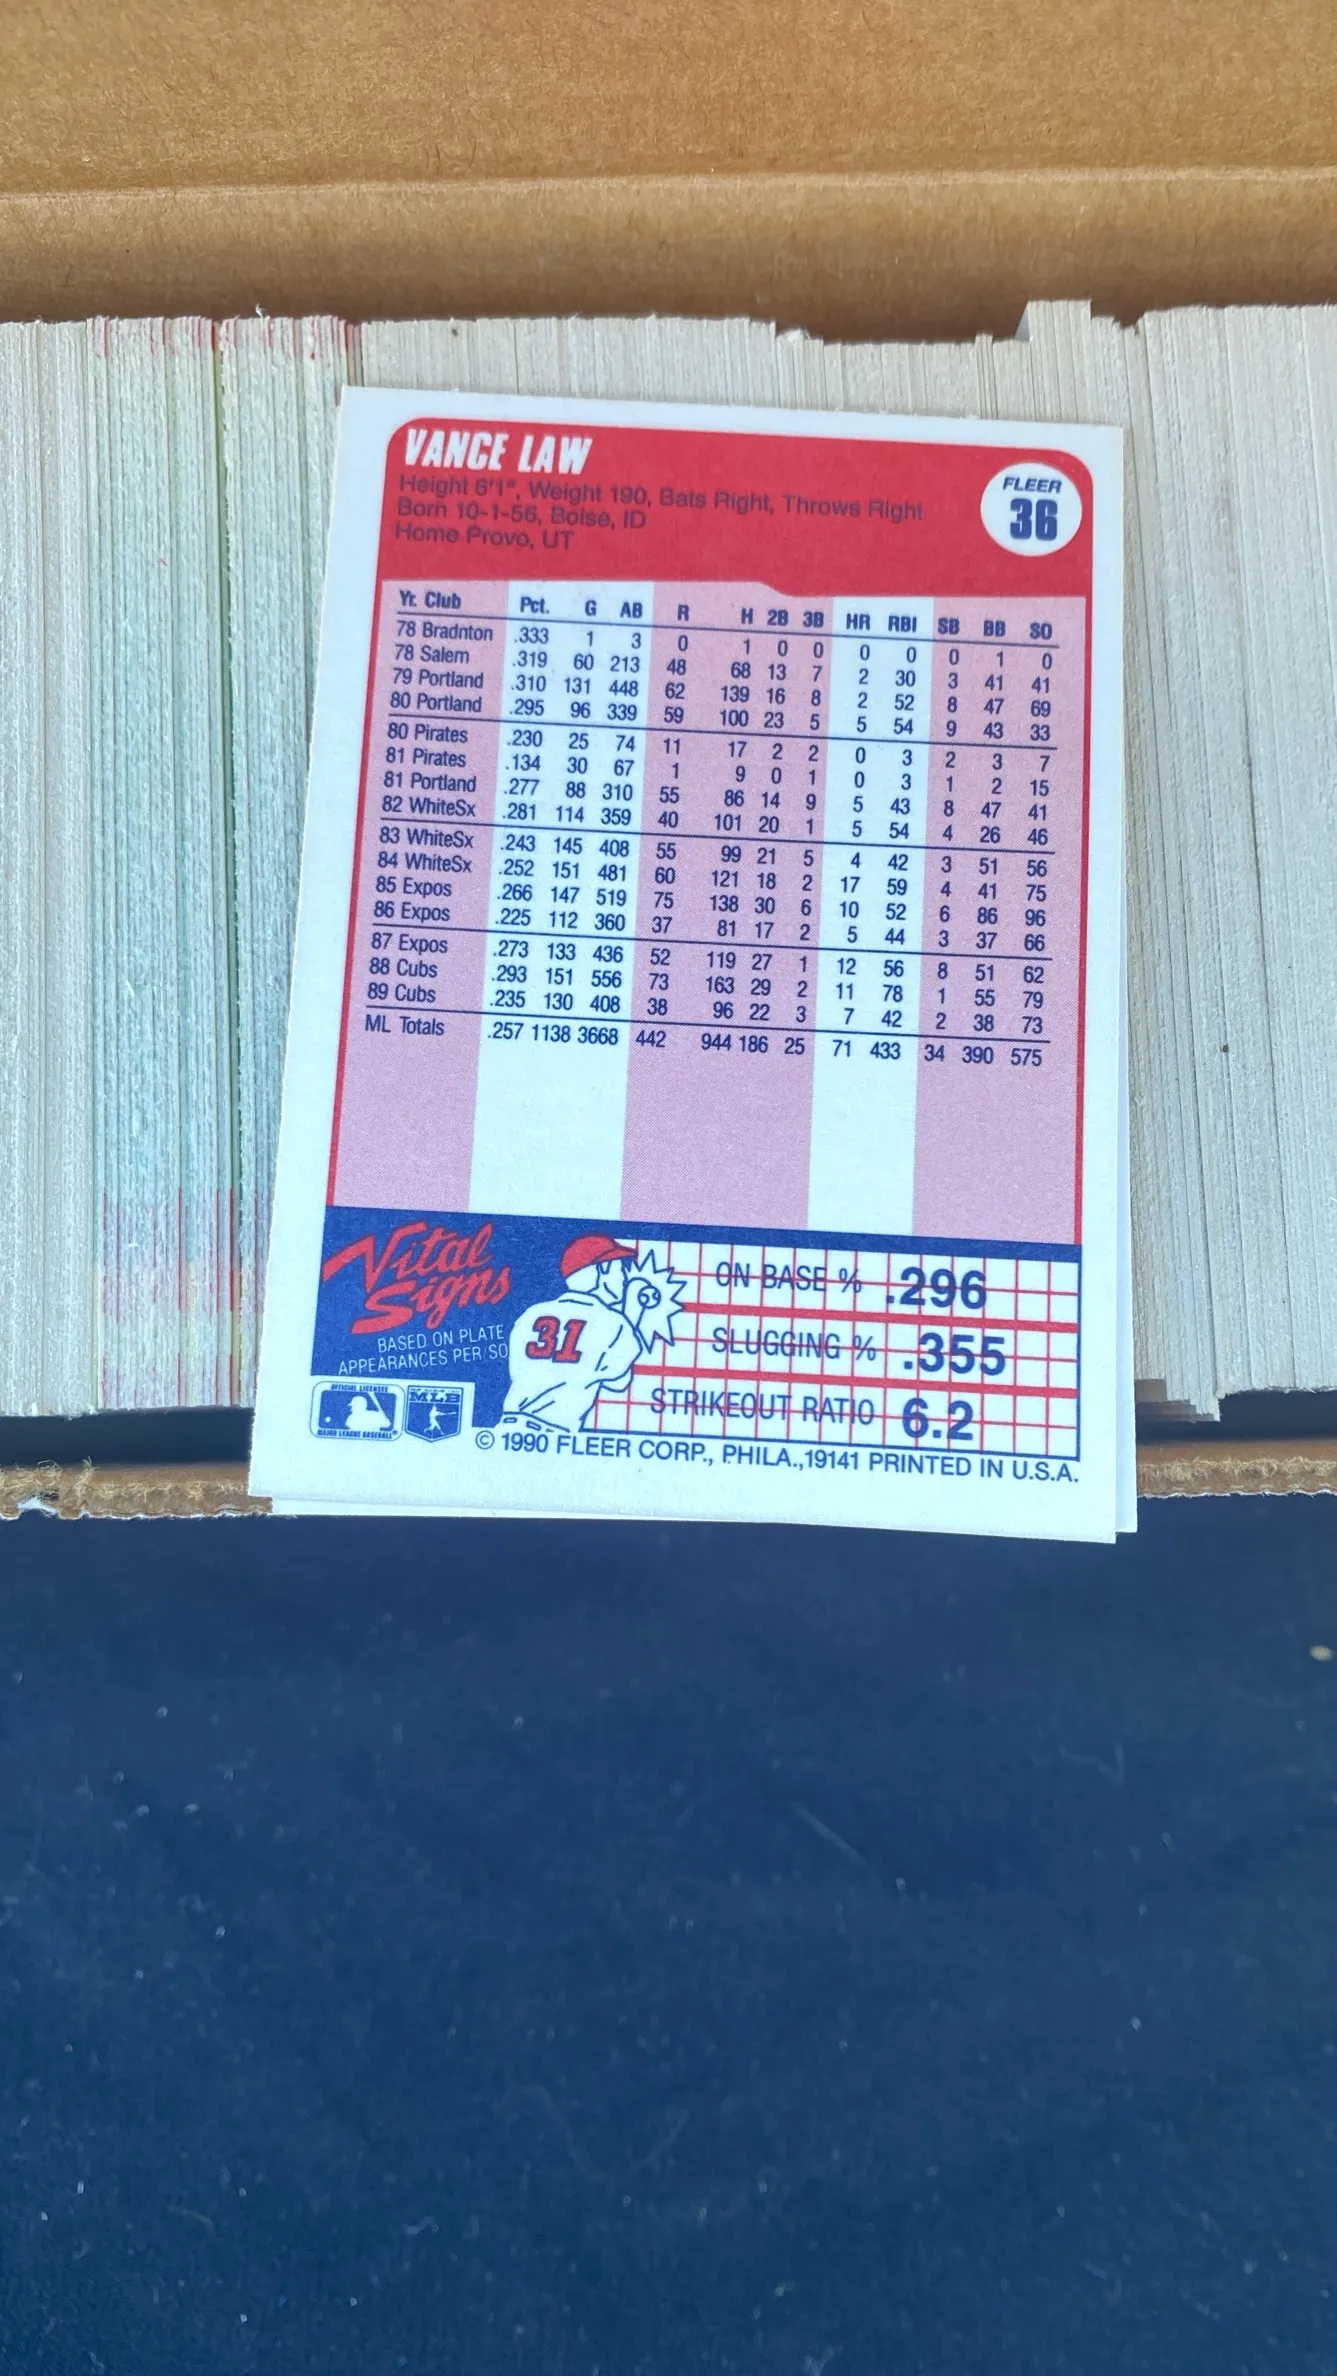 VANCE LAW
Height 6'1", Weight 190, Bats Right, Throws Right
Born 10-1-56, Boise, ID
Home Provo, UT
FLEER
36
Yr. Club Pct. G AB R H 2B 3B HR RBI SB BB SO
78 Bradnton .333 1 3 0 1 0 0 0 0 0 1 0
78 Salem .319 60 213 48 68 13 7 2 30 3 41 41
79 Portland .310 131 448 62 139 16 8 2 52 8 47 69
80 Portland .295 96 339 59 100 23 5 5 54 9 43 33
80 Pirates .230 25 74 11 17 2 2 0 3 2 3 7
81 Pirates .134 30 67 1 9 0 1 0 3 1 2 15
81 Portland .277 88 310 55 86 14 9 5 43 8 47 41
82 WhiteSx .281 114 359 40 101 20 1 5 54 4 26 46
83 WhiteSx .243 145 408 55 99 21 5 4 42 3 51 56
84 WhiteSx .252 151 481 60 121 18 2 17 59 4 41 75
85 Expos .266 147 519 75 138 30 6 10 52 6 86 96
86 Expos .225 112 360 37 81 17 2 5 44 3 37 66
87 Expos .273 133 436 52 119 27 1 12 56 8 51 62
88 Cubs .293 151 556 73 163 29 2 11 78 1 55 79
89 Cubs .235 130 408 38 96 22 3 7 42 2 38 73
ML Totals .257 1138 3668 442 944 186 25 71 433 34 390 575
Vital
Signs
BASED ON PLATE
APPEARANCES PER/SO
31
ON BASE % .296
SLUGGING % .355
STRIKEOUT RATIO 6.2
OFFICIAL LICENSEE
MAJOR LEAGUE BASEBALL
MLB
© 1990 FLEER CORP., PHILA.,19141 PRINTED IN U.S.A.